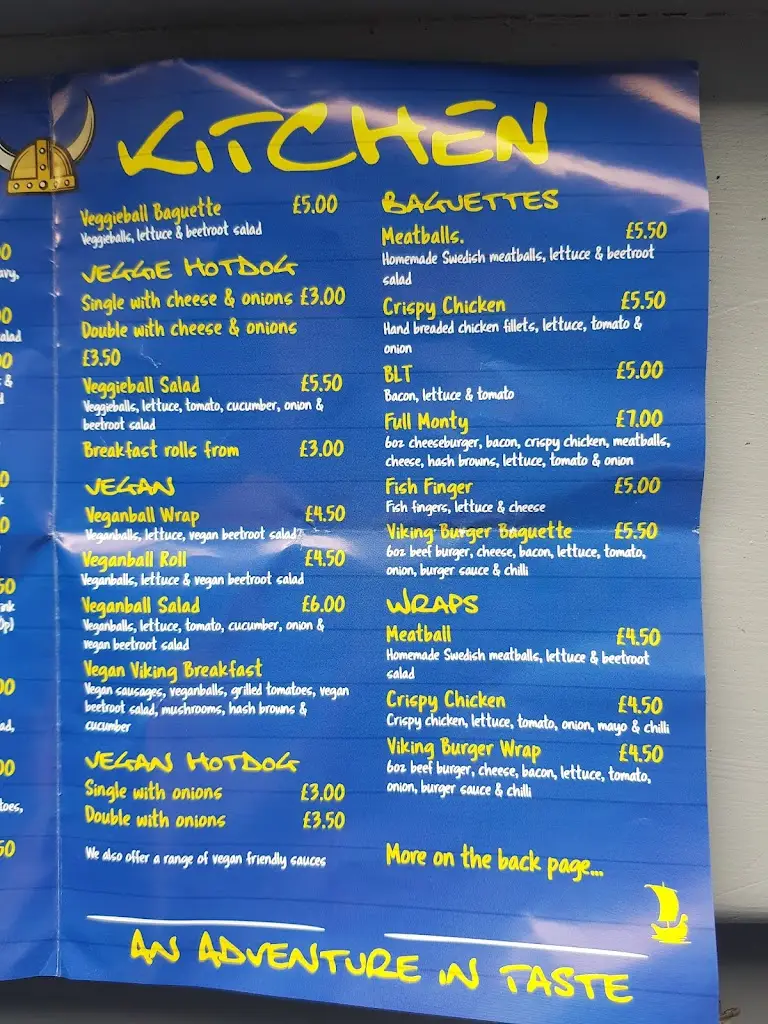 KITCHEN
Veggieball Baguette £5.00
Veggieballs, lettuce & beetroot salad
VEGGIE HOTDOG
Single with cheese & onions £3.00
Double with cheese & onions
£3.50
Veggieball Salad £5.50
Veggieballs, lettuce, tomato, cucumber, onion &
beetroot salad
Breakfast rolls from £3.00
VEGAN
Veganball Wrap £4.50
Veganballs, lettuce, vegan beetroot salad
Veganball Roll £4.50
Veganballs, lettuce & vegan beetroot salad
Veganball Salad £6.00
Veganballs, lettuce, tomato, cucumber, onion &
vegan beetroot salad
Vegan Viking Breakfast
Vegan sausages, veganballs, grilled tomatoes, vegan
beetroot salad, mushrooms, hash browns &
cucumber
VEGAN HOTDOG
Single with onions £3.00
Double with onions £3.50
We also offer a range of vegan friendly sauces
BAGUETTES
Meatballs. £5.50
Homemade Swedish meatballs, lettuce & beetroot
salad
Crispy Chicken £5.50
Hand breaded chicken fillets, lettuce, tomato &
onion
BLT £5.00
Bacon, lettuce & tomato
Full Monty £7.00
6oz cheeseburger, bacon, crispy chicken, meatballs,
cheese, hash browns, lettuce, tomato & onion
Fish Finger £5.00
Fish fingers, lettuce & cheese
Viking Burger Baguette £5.50
6oz beef burger, cheese, bacon, lettuce, tomato,
onion, burger sauce & chilli
WRAPS
Meatball £4.50
Homemade Swedish meatballs, lettuce & beetroot
salad
Crispy Chicken £4.50
Crispy chicken, lettuce, tomato, onion, mayo & chilli
Viking Burger Wrap £4.50
6oz beef burger, cheese, bacon, lettuce, tomato,
onion, burger sauce & chilli
More on the back page...
AN ADVENTURE IN TASTE